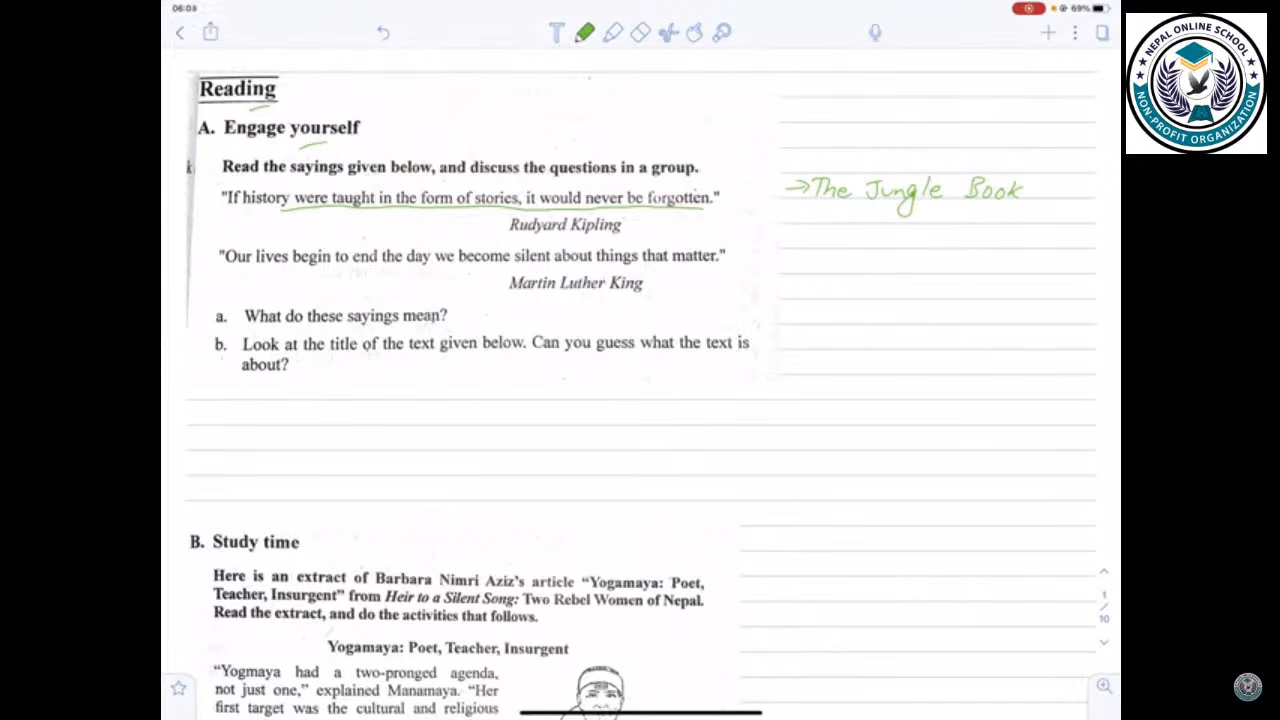 06:03
69%
NEPAL ONLINE SCHOOL
NON-PROFIT ORGANIZATION
Reading
A. Engage yourself
Read the sayings given below, and discuss the questions in a group.
"If history were taught in the form of stories, it would never be forgotten."
→The Jungle Book
Rudyard Kipling
"Our lives begin to end the day we become silent about things that matter."
Martin Luther King
a. What do these sayings mean?
b. Look at the title of the text given below. Can you guess what the text is
about?
B. Study time
Here is an extract of Barbara Nimri Aziz's article "Yogamaya: Poet,
Teacher, Insurgent" from Heir to a Silent Song: Two Rebel Women of Nepal.
Read the extract, and do the activities that follows.
1
/
10
Yogamaya: Poet, Teacher, Insurgent
"Yogmaya had a two-pronged agenda,
not just one," explained Manamaya. "Her
first target was the cultural and religious